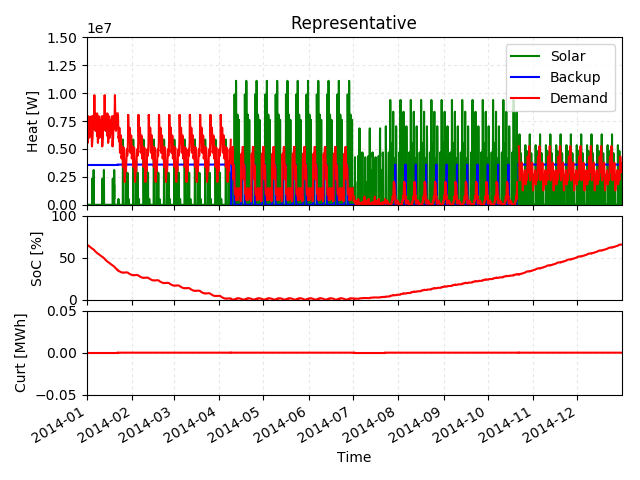 Representative
1e7
1.50
1.25
1.00
0.75
0.50
0.25
0.00
Heat [W]
Solar
Backup
Demand
100
50
0
SoC [%]
0.05
0.00
−0.05
Curt [MWh]
2014-01
2014-02
2014-03
2014-04
2014-05
2014-06
2014-07
2014-08
2014-09
2014-10
2014-11
2014-12
Time